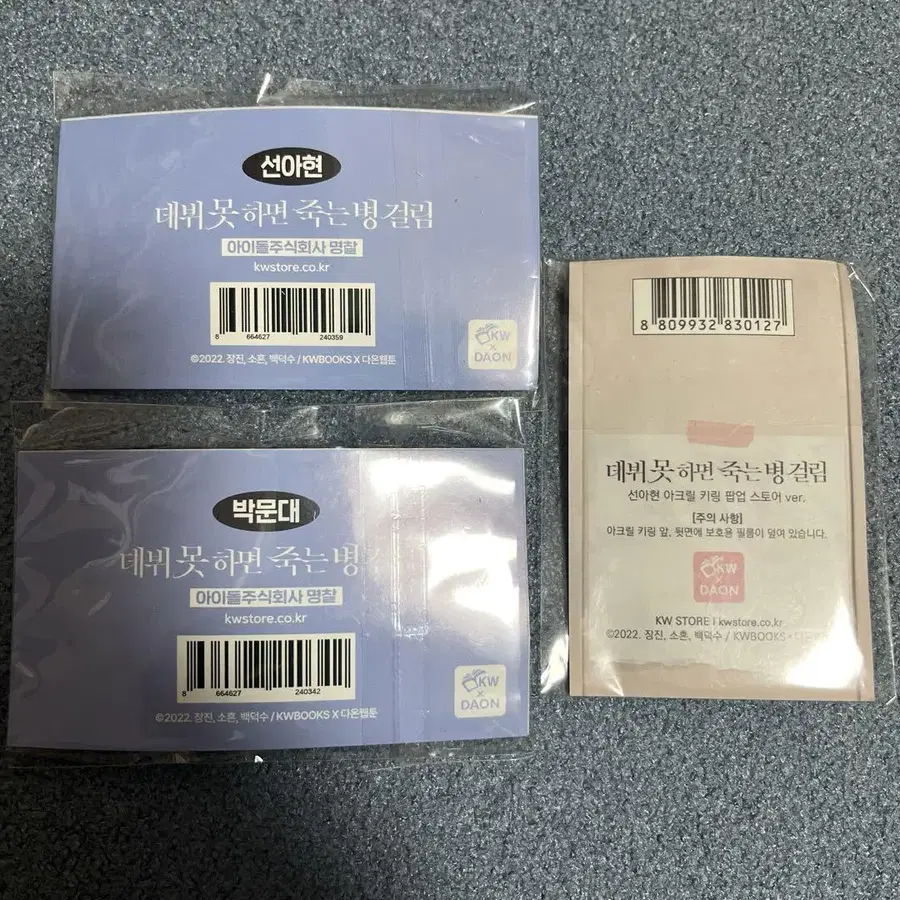 선아현
데뷔 못 하면 죽는 병 걸림
아이돌주식회사 명찰
kwstore.co.kr
8 664627 240359
©2022. 장진, 소흔, 백덕수 / KWBOOKS X 다온웹툰
KW
×
DAON
박문대
데뷔 못 하면 죽는 병
아이돌주식회사 명찰
kwstore.co.kr
8 664627 240342
©2022. 장진, 소흔, 백덕수 / KWBOOKS X 다온웹툰
KW
×
DAON
8 809932 830127
데뷔 못 하면 죽는 병 걸림
선아현 아크릴 키링 팝업 스토어 ver.
[주의 사항]
아크릴 키링 앞, 뒷면에 보호용 필름이 덮여 있습니다.
KW
×
DAON
KW STORE I kwstore.co.kr
©2022. 장진, 소흔, 백덕수 / KWBOOKS